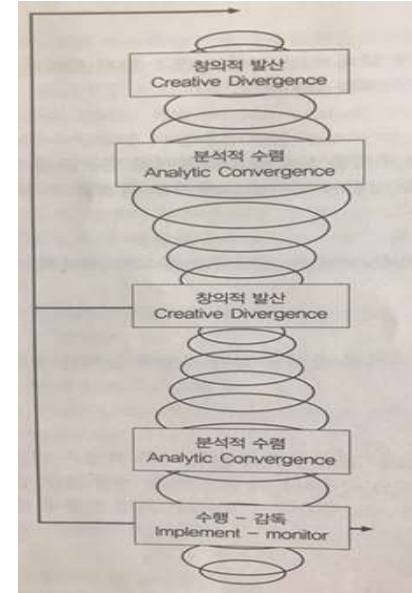 창의적 발산
Creative Divergence
분석적 수렴
Analytic Convergence
창의적 발산
Creative Divergence
분석적 수렴
Analytic Convergence
수행 - 감독
Implement - monitor